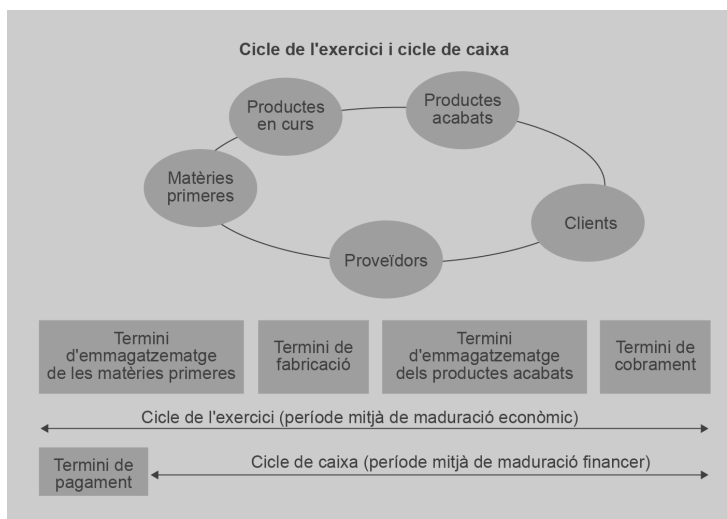 Cicle de l'exercici i cicle de caixa
Productes
en curs
Productes
acabats
Matèries
primeres
Clients
Proveïdors
Termini
d'emmagatzematge
de les matèries primeres
Termini de
fabricació
Termini
d'emmagatzematge
dels productes acabats
Termini de
cobrament
Cicle de l'exercici (període mitjà de maduració econòmic)
Termini de
pagament
Cicle de caixa (període mitjà de maduració financer)